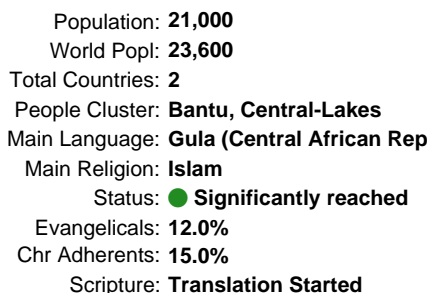 Population: 21,000
World Popl: 23,600
Total Countries: 2
People Cluster: Bantu, Central-Lakes
Main Language: Gula (Central African Rep
Main Religion: Islam
Status: Significantly reached
Evangelicals: 12.0%
Chr Adherents: 15.0%
Scripture: Translation Started